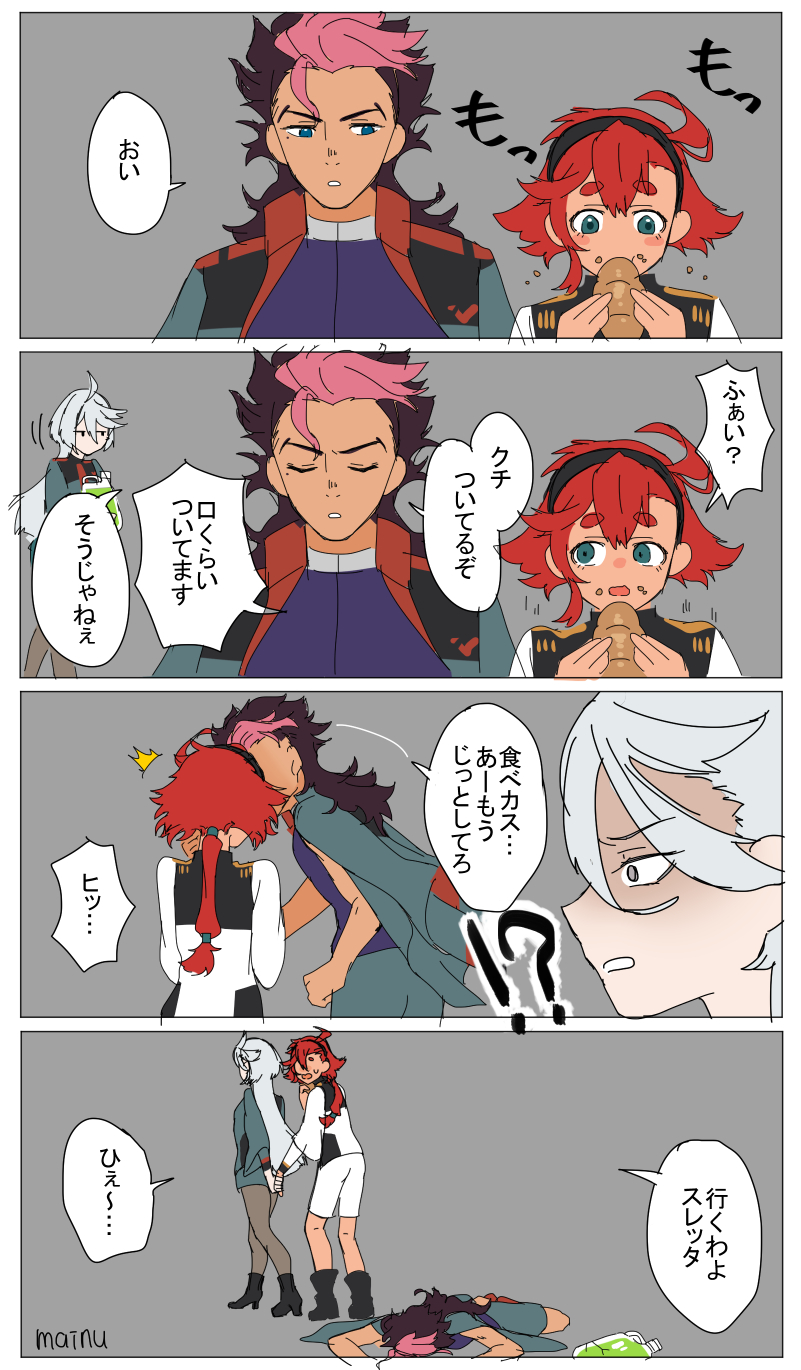 もっ
もっ
おい
ふぁい？
クチ
ついてるぞ
口くらい
ついてます
そうじゃねぇ
食べカス…
あーもう
じっとしてろ
!?
ヒッ…
行くわよ
スレッタ
ひぇ～…
mainu